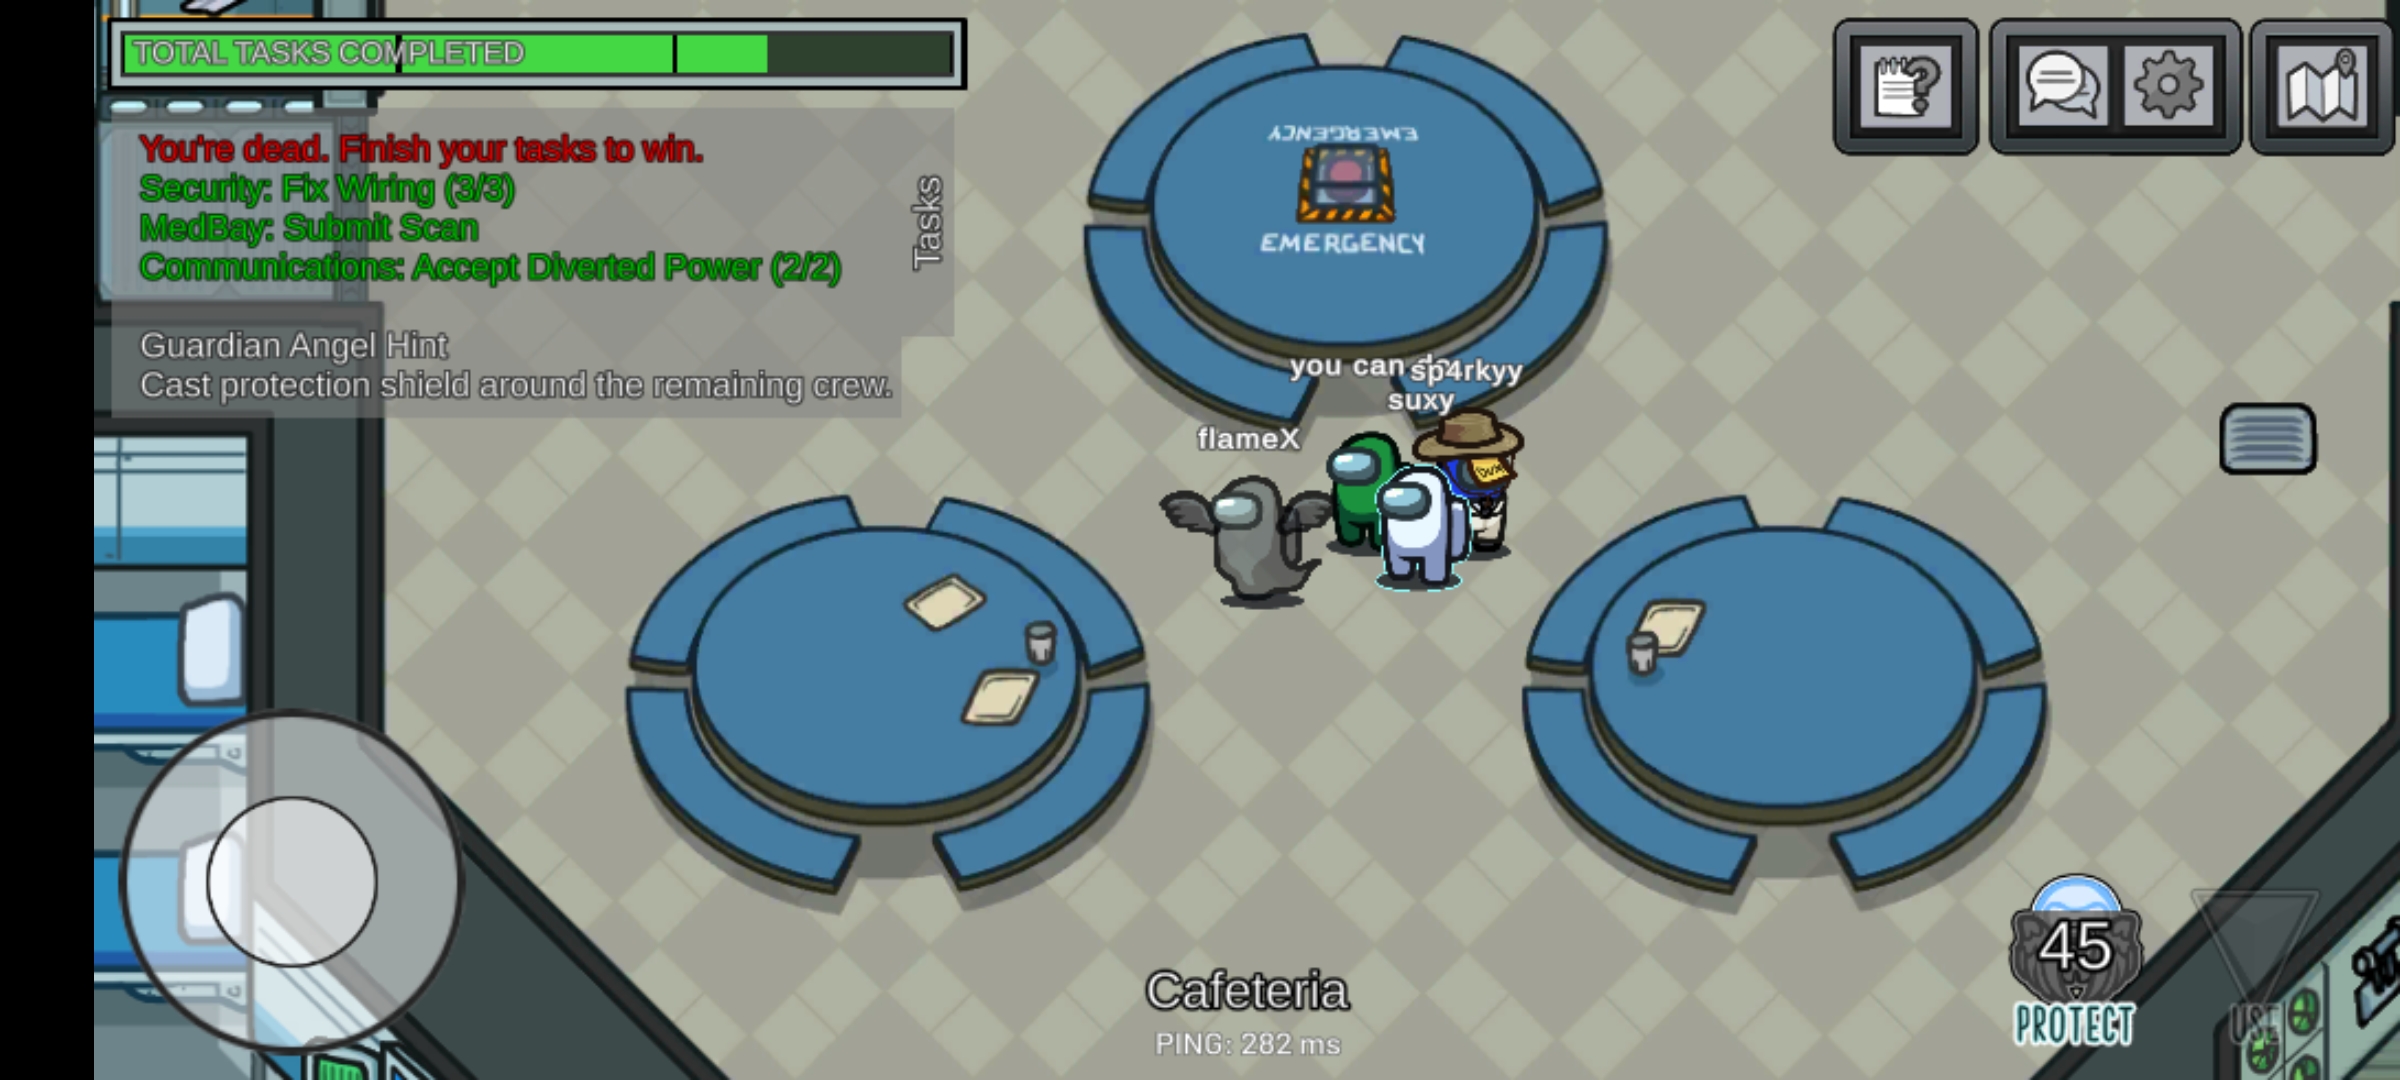 TOTAL TASKS COMPLETED
You're dead. Finish your tasks to win.
Security: Fix Wiring (3/3)
MedBay: Submit Scan
Communications: Accept Diverted Power (2/2)
Tasks
Guardian Angel Hint
Cast protection shield around the remaining crew.
EMERGENCY
EMERGENCY
you can
sp4rkyy
suxy
flameX
Cafeteria
PING: 282 ms
45
PROTECT
USE